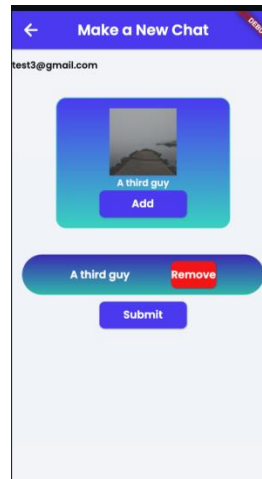 Make a New Chat
DEBUG
test3@gmail.com
A third guy
Add
A third guy Remove
Submit